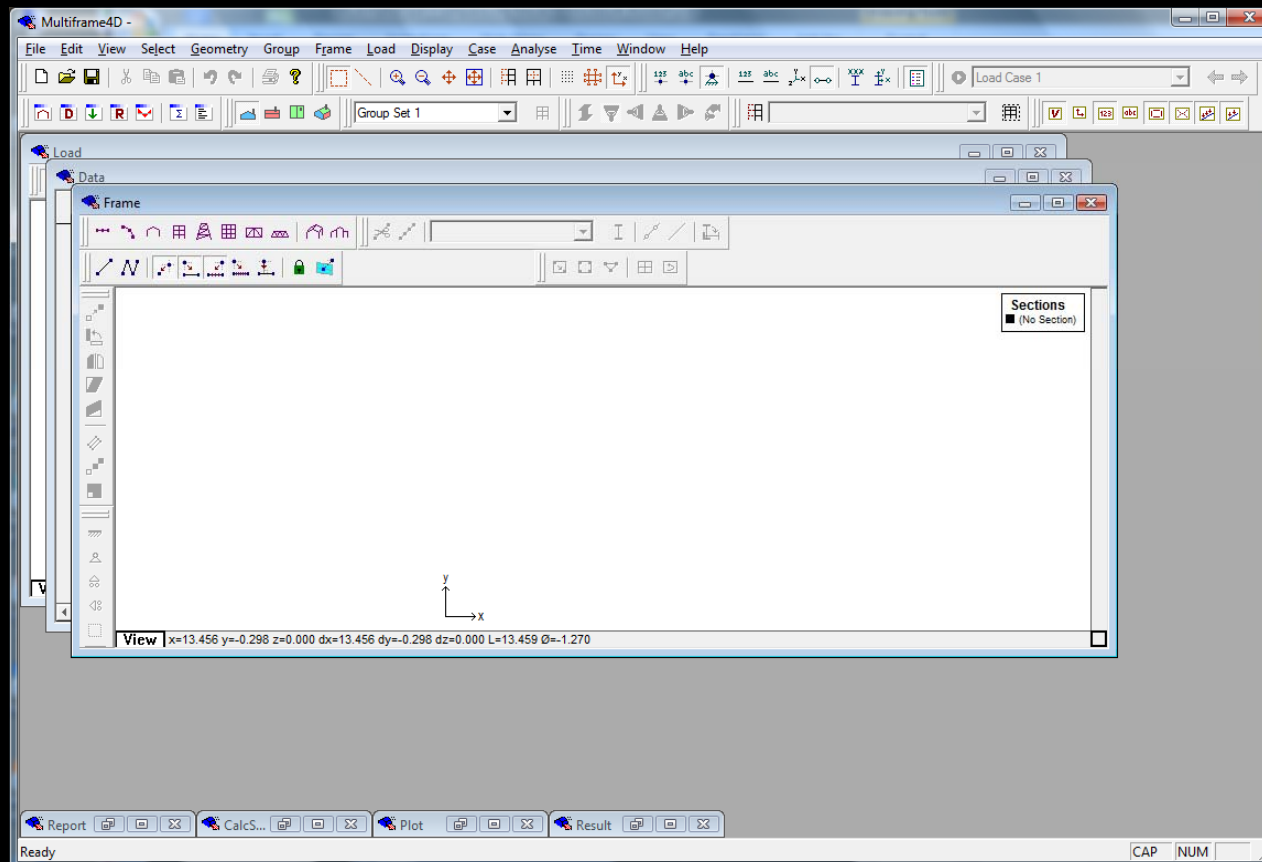 Multiframe4D -
File Edit View Select Geometry Group Frame Load Display Case Analyse Time Window Help
Load Case 1
Group Set 1
Load
Data
Frame
Sections
(No Section)
y
x
View x=13.456 y=-0.298 z=0.000 dx=13.456 dy=-0.298 dz=0.000 L=13.459 Ø=-1.270
Report CalcS... Plot Result
Ready CAP NUM